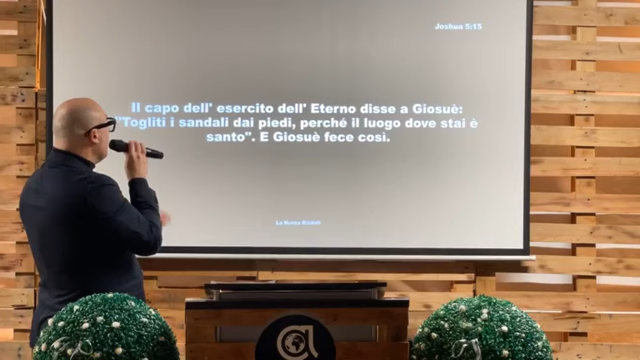 Joshua 5:15
Il capo dell' esercito dell' Eterno disse a Giosuè:
"Togliti i sandali dai piedi, perché il luogo dove stai è
santo". E Giosuè fece così.
La Nuova Riveduta